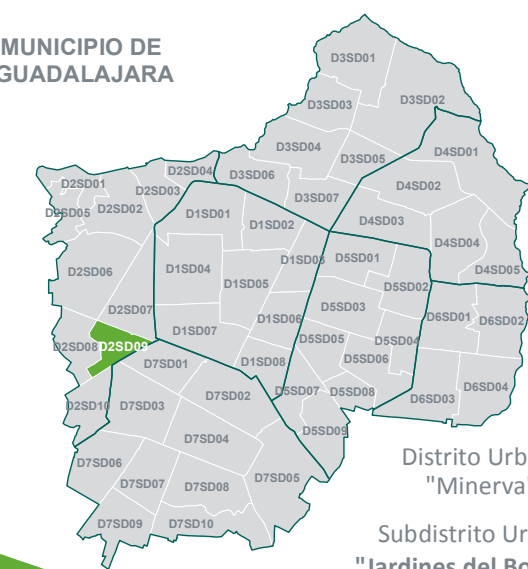 MUNICIPIO DE
GUADALAJARA
D3SD01
D3SD02
D3SD03
D3SD04
D4SD01
D3SD05
D2SD04
D3SD06
D2SD01
D2SD03
D4SD02
D3SD07
D2SD05
D2SD02
D1SD01
D1SD02
D4SD03
D4SD04
D1SD03
D5SD01
D2SD06
D1SD04
D4SD05
D1SD05
D5SD02
D2SD07
D5SD03
D1SD06
D6SD01
D6SD02
D1SD07
D5SD05
D5SD04
D2SD08
D2SD09
D5SD06
D7SD01
D1SD08
D6SD04
D7SD02
D5SD07
D5SD08
D6SD03
D2SD10
D7SD03
D5SD09
D7SD04
D7SD06
D7SD05
D7SD07
D7SD08
D7SD09
D7SD10
Distrito Urb
"Minerva"
Subdistrito Ur
"Jardines del Bo